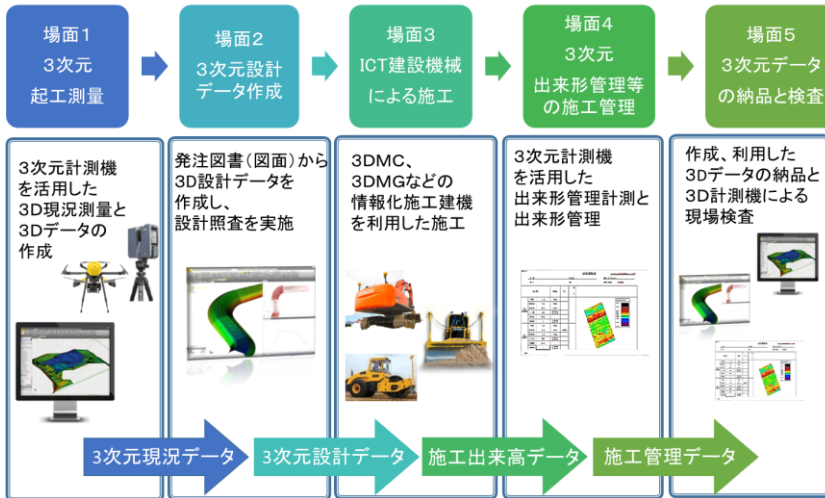 場面1
3次元
起工測量
場面2
3次元設計
データ作成
場面3
ICT建設機械
による施工
場面4
3次元
出来形管理等
の施工管理
場面5
3次元データ
の納品と検査
3次元計測機
を活用した
3D現況測量と
3Dデータの
作成
発注図書(図面)から
3D設計データを
作成し、
設計照査を実施
3DMC、
3DMGなどの
情報化施工建機
を利用した施工
3次元計測機
を活用した
出来形管理計測と
出来形管理
作成、利用した
3Dデータの納品と
3D計測機による
現場検査
3次元現況データ
3次元設計データ
施工出来高データ
施工管理データ